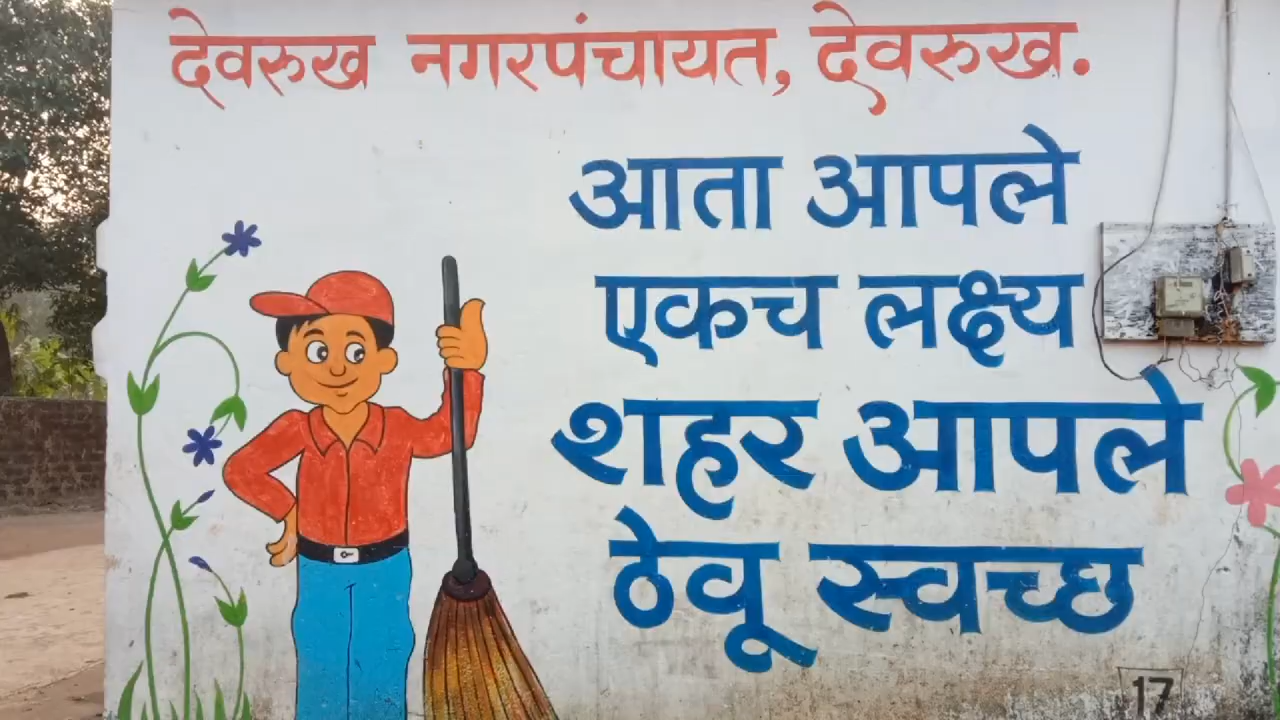 देवरुख नगरपंचायत, देवरुख.
आता आपले
एकच लक्ष्य
शहर आपले
ठेवू स्वच्छ
17